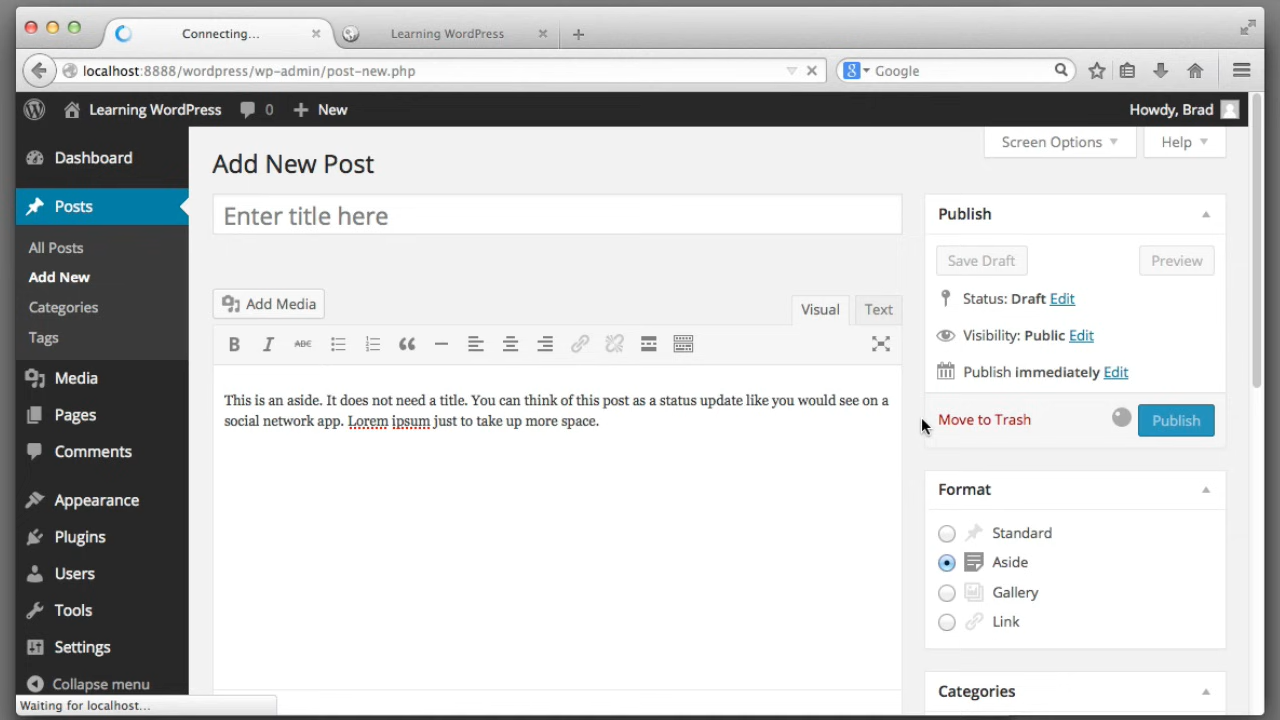 Connecting...
Learning WordPress
localhost:8888/wordpress/wp-admin/post-new.php
Google
Learning WordPress
0
New
Howdy, Brad
Screen Options
Help
Dashboard
Posts
All Posts
Add New
Categories
Tags
Media
Pages
Comments
Appearance
Plugins
Users
Tools
Settings
Collapse menu
Waiting for localhost...
Add New Post
Enter title here
Add Media
Visual
Text
B I ABC
This is an aside. It does not need a title. You can think of this post as a status update like you would see on a
social network app. Lorem ipsum just to take up more space.
Publish
Save Draft
Preview
Status: Draft Edit
Visibility: Public Edit
Publish immediately Edit
Move to Trash
Publish
Format
Standard
Aside
Gallery
Link
Categories